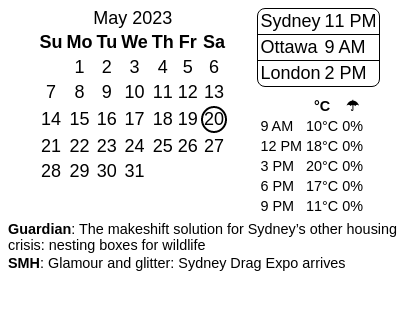 May 2023
Su Mo Tu We Th Fr Sa
1 2 3 4 5 6
7 8 9 10 11 12 13
14 15 16 17 18 19 20
21 22 23 24 25 26 27
28 29 30 31
Sydney 11 PM
Ottawa 9 AM
London 2 PM
°C ☂
9 AM 10°C 0%
12 PM 18°C 0%
3 PM 20°C 0%
6 PM 17°C 0%
9 PM 11°C 0%
Guardian: The makeshift solution for Sydney’s other housing
crisis: nesting boxes for wildlife
SMH: Glamour and glitter: Sydney Drag Expo arrives